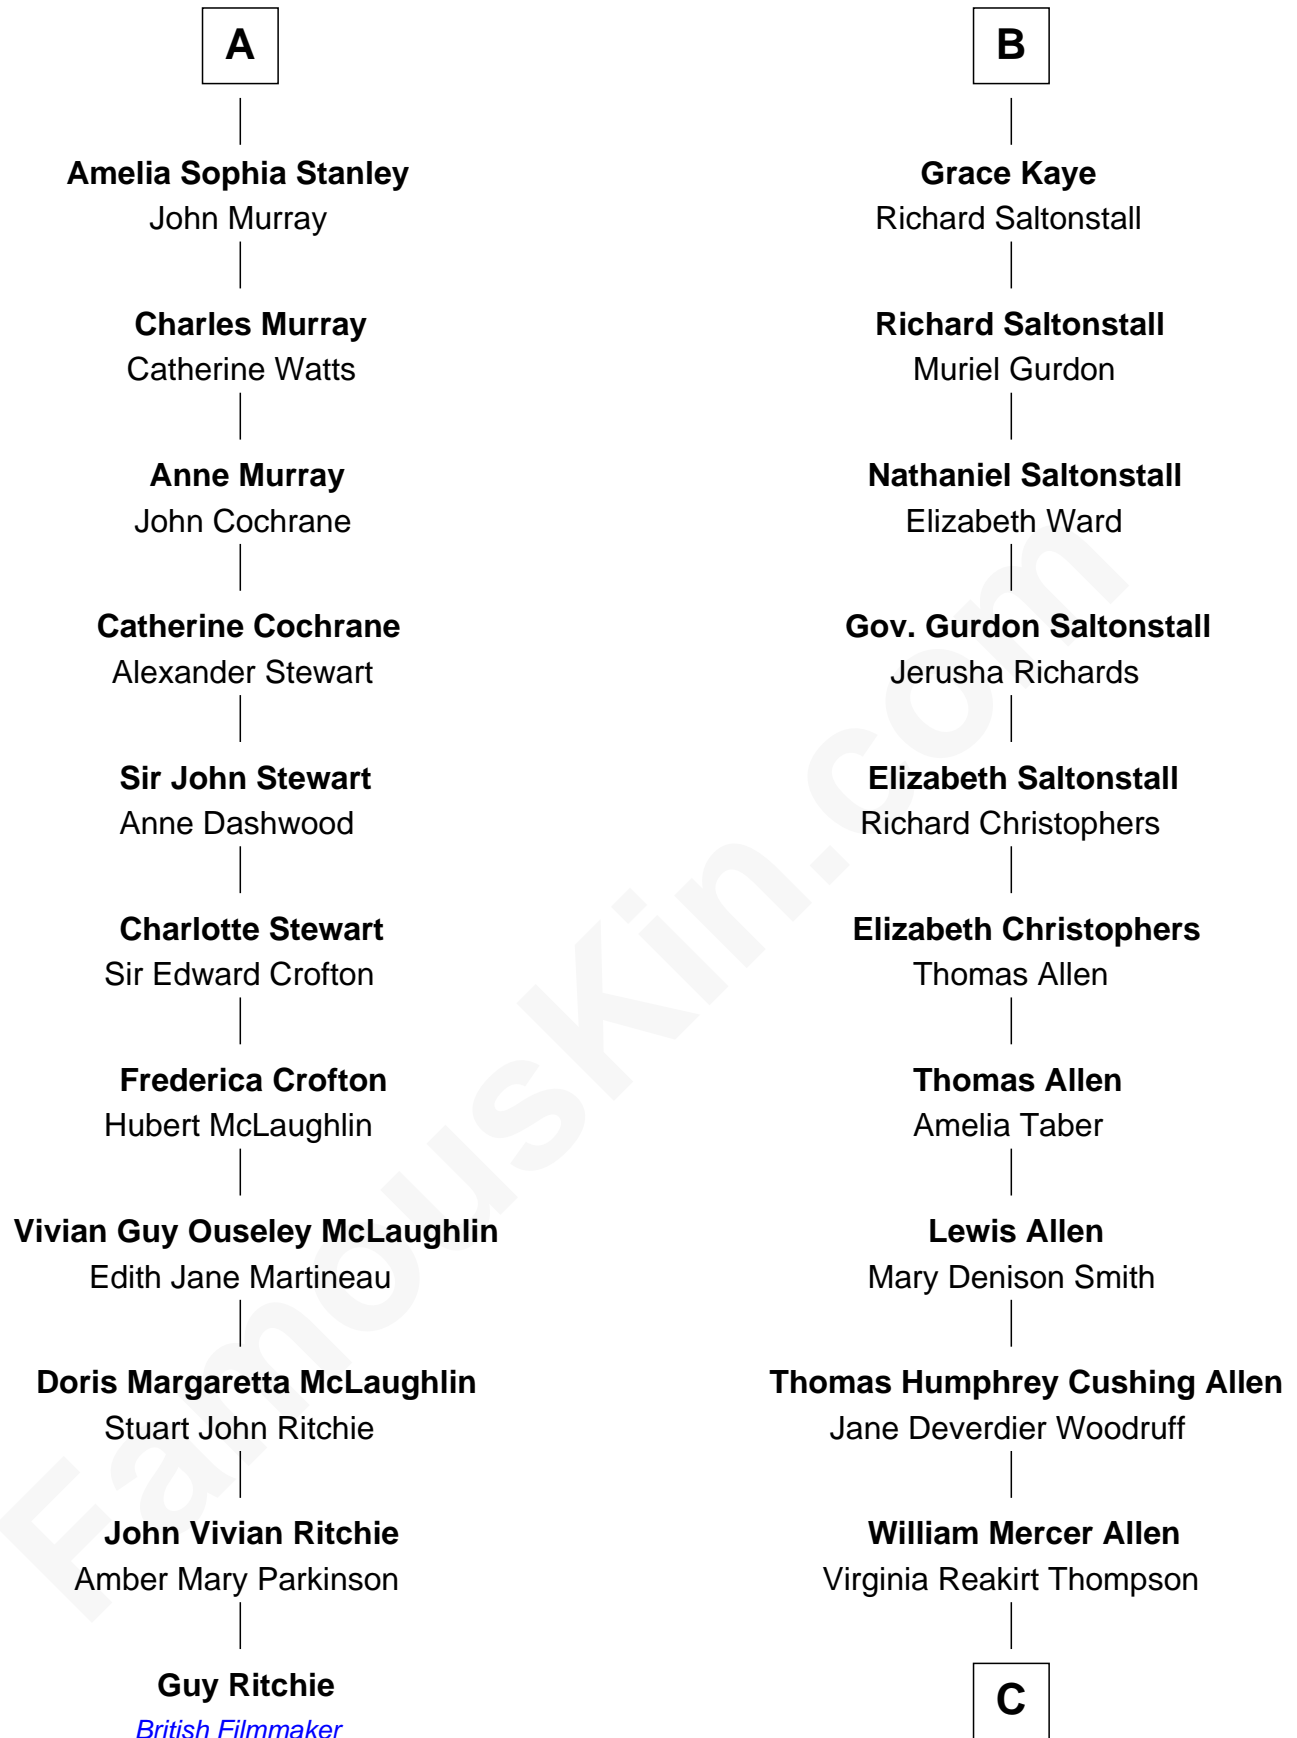 A
Amelia Sophia Stanley
John Murray
Charles Murray
Catherine Watts
Anne Murray
John Cochrane
Catherine Cochrane
Alexander Stewart
Sir John Stewart
Anne Dashwood
Charlotte Stewart
Sir Edward Crofton
Frederica Crofton
Hubert McLaughlin
Vivian Guy Ouseley McLaughlin
Edith Jane Martineau
Doris Margaretta McLaughlin
Stuart John Ritchie
John Vivian Ritchie
Amber Mary Parkinson
Guy Ritchie
British Filmmaker
B
Grace Kaye
Richard Saltonstall
Richard Saltonstall
Muriel Gurdon
Nathaniel Saltonstall
Elizabeth Ward
Gov. Gurdon Saltonstall
Jerusha Richards
Elizabeth Saltonstall
Richard Christophers
Elizabeth Christophers
Thomas Allen
Thomas Allen
Amelia Taber
Lewis Allen
Mary Denison Smith
Thomas Humphrey Cushing Allen
Jane Deverdier Woodruff
William Mercer Allen
Virginia Reakirt Thompson
C
FamousKin.com